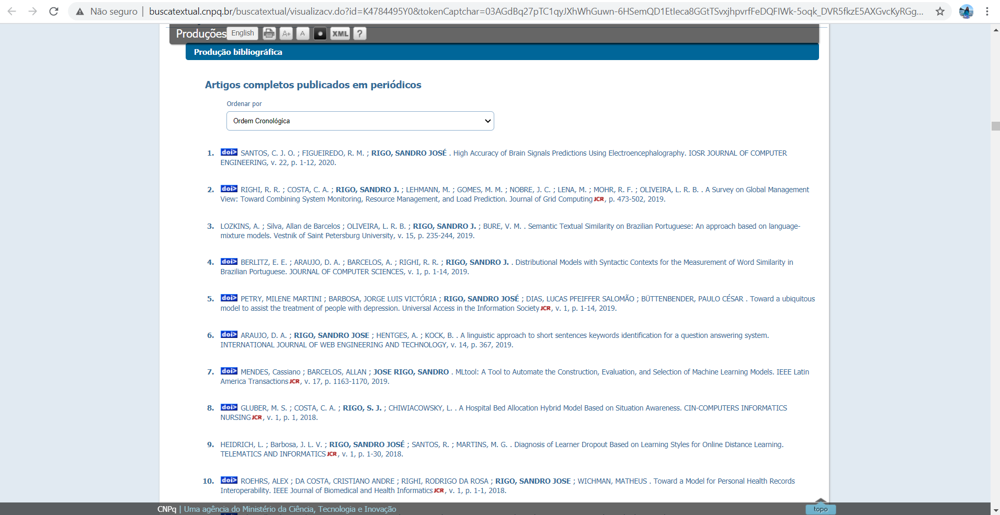 Não seguro | buscatextual.cnpq.br/buscatextual/visualizacv.do?id=K4784495Y0&tokenCaptchar=03AGdBq27pTC1qyJXhWhGuwn-6HSemQD1EtIeca8GGtTSvxjhpvrfFeDQFIWk-5oqk_DVR5fkzE5AXGvcKyRGg...
Produções English A+ A XML ?
Produção bibliográfica
Artigos completos publicados em periódicos
Ordenar por
Ordem Cronológica
1. doi> SANTOS, C. J. O. ; FIGUEIREDO, R. M. ; RIGO, SANDRO JOSÉ . High Accuracy of Brain Signals Predictions Using Electroencephalography. IOSR JOURNAL OF COMPUTER
ENGINEERING, v. 22, p. 1-12, 2020.
2. doi> RIGHI, R. R. ; COSTA, C. A. ; RIGO, SANDRO J. ; LEHMANN, M. ; GOMES, M. M. ; NOBRE, J. C. ; LENA, M. ; MOHR, R. F. ; OLIVEIRA, L. R. B. . A Survey on Global Management
View: Toward Combining System Monitoring, Resource Management, and Load Prediction. Journal of Grid Computing JCR, p. 473-502, 2019.
3. LOZKINS, A. ; Silva, Allan de Barcelos ; OLIVEIRA, L. R. B. ; RIGO, SANDRO J. ; BURE, V. M. . Semantic Textual Similarity on Brazilian Portuguese: An approach based on language-
mixture models. Vestnik of Saint Petersburg University, v. 15, p. 235-244, 2019.
4. doi> BERLITZ, E. E. ; ARAUJO, D. A. ; BARCELOS, A. ; RIGHI, R. R. ; RIGO, SANDRO J. . Distributional Models with Syntactic Contexts for the Measurement of Word Similarity in
Brazilian Portuguese. JOURNAL OF COMPUTER SCIENCES, v. 1, p. 1-14, 2019.
5. doi> PETRY, MILENE MARTINI ; BARBOSA, JORGE LUIS VICTÓRIA ; RIGO, SANDRO JOSÉ ; DIAS, LUCAS PFEIFFER SALOMÃO ; BÜTTENBENDER, PAULO CÉSAR . Toward a ubiquitous
model to assist the treatment of people with depression. Universal Access in the Information Society JCR, v. 1, p. 1-14, 2019.
6. doi> ARAUJO, D. A. ; RIGO, SANDRO JOSE ; HENTGES, A. ; KOCK, B. . A linguistic approach to short sentences keywords identification for a question answering system.
INTERNATIONAL JOURNAL OF WEB ENGINEERING AND TECHNOLOGY, v. 14, p. 367, 2019.
7. doi> MENDES, Cassiano ; BARCELOS, ALLAN ; JOSE RIGO, SANDRO . MLtool: A Tool to Automate the Construction, Evaluation, and Selection of Machine Learning Models. IEEE Latin
America Transactions JCR, v. 17, p. 1163-1170, 2019.
8. doi> GLUBER, M. S. ; COSTA, C. A. ; RIGO, S. J. ; CHIWIACOWSKY, L. . A Hospital Bed Allocation Hybrid Model Based on Situation Awareness. CIN-COMPUTERS INFORMATICS
NURSING JCR, v. 1, p. 1, 2018.
9. HEIDRICH, L. ; Barbosa, J. L. V. ; RIGO, SANDRO JOSÉ ; SANTOS, R. ; MARTINS, M. G. . Diagnosis of Learner Dropout Based on Learning Styles for Online Distance Learning.
TELEMATICS AND INFORMATICS JCR, v. 1, p. 1-30, 2018.
10. doi> ROEHRS, ALEX ; DA COSTA, CRISTIANO ANDRE ; RIGHI, RODRIGO DA ROSA ; RIGO, SANDRO JOSE ; WICHMAN, MATHEUS . Toward a Model for Personal Health Records
Interoperability. IEEE Journal of Biomedical and Health Informatics JCR, v. 1, p. 1-1, 2018.
CNPq | Uma agência do Ministério da Ciência, Tecnologia e Inovação
topo